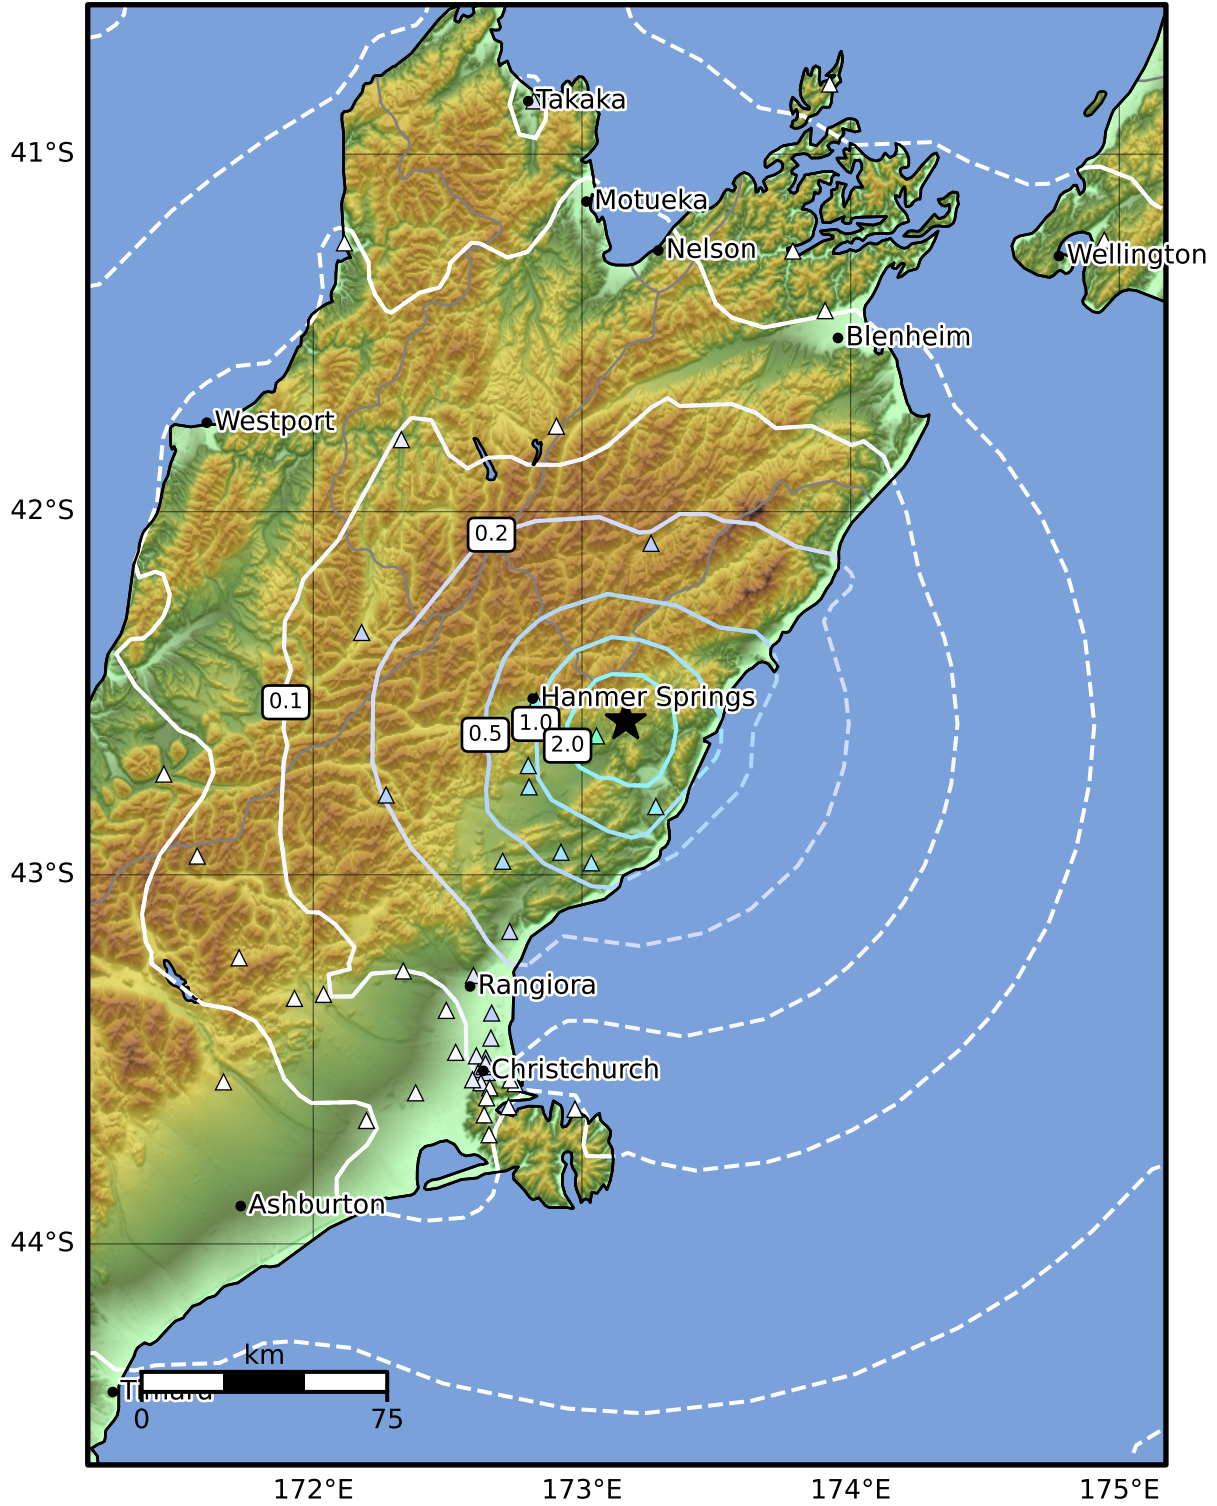 Takaka
41°S
Motueka
Nelson
Wellington
Blenheim
Westport
42°S
0.2
Hanmer Springs
0.1
0.5
1.0
2.0
43°S
Rangiora
Christchurch
Ashburton
44°S
km
Timaru
0
75
172°E
173°E
174°E
175°E